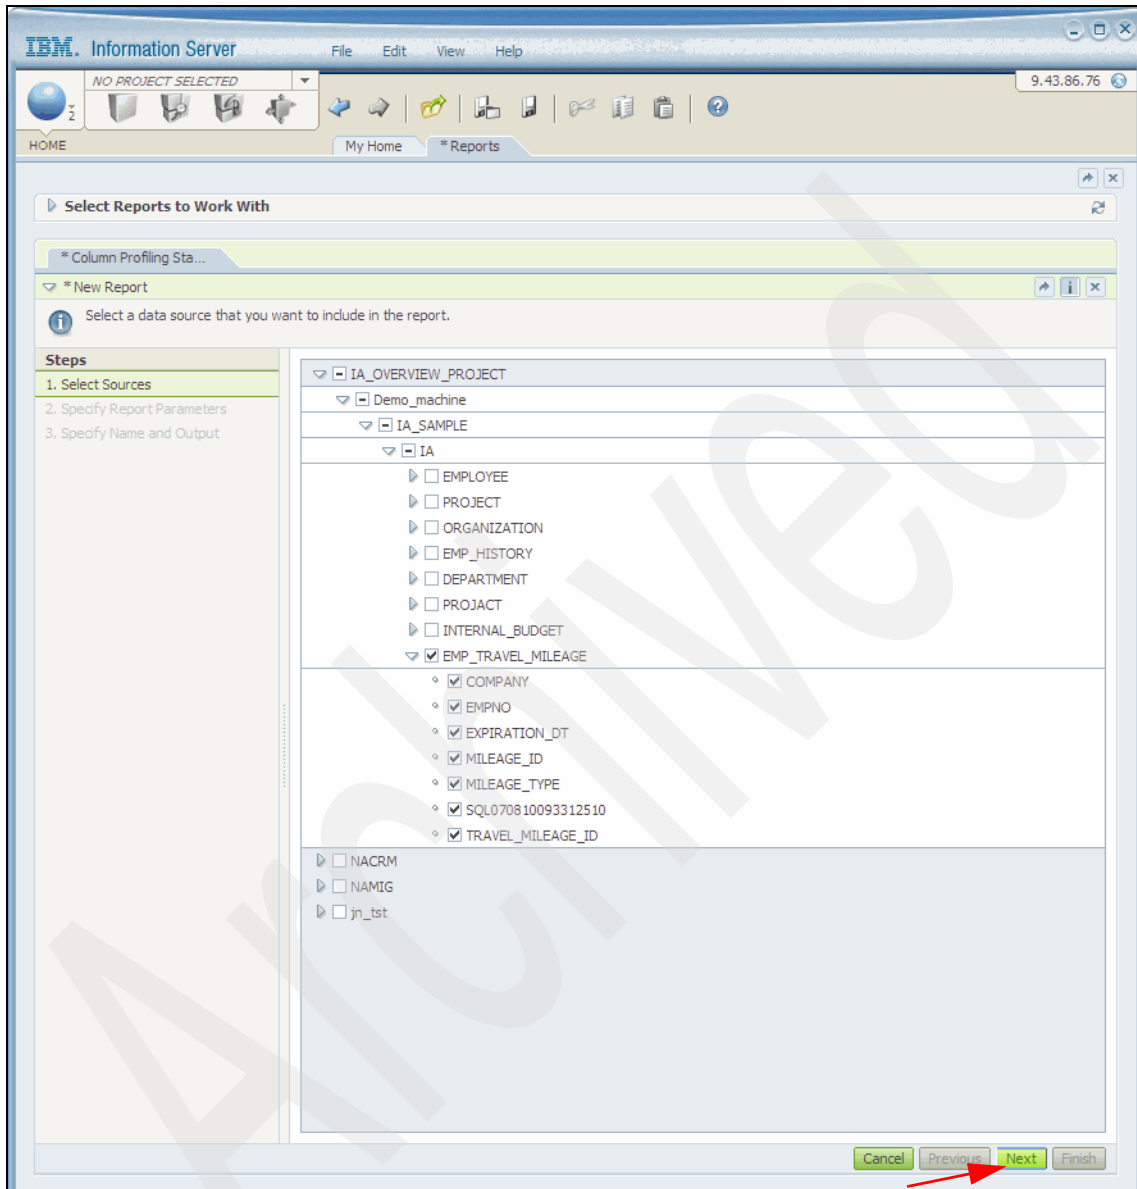 IBM. Information Server
File Edit View Help
NO PROJECT SELECTED
9.43.86.76
2
HOME
My Home
* Reports
Select Reports to Work With
* Column Profiling Sta...
* New Report
Select a data source that you want to include in the report.
Steps
1. Select Sources
2. Specify Report Parameters
3. Specify Name and Output
IA_OVERVIEW_PROJECT
Demo_machine
IA_SAMPLE
IA
EMPLOYEE
PROJECT
ORGANIZATION
EMP_HISTORY
DEPARTMENT
PROJACT
INTERNAL_BUDGET
EMP_TRAVEL_MILEAGE
COMPANY
EMPNO
EXPIRATION_DT
MILEAGE_ID
MILEAGE_TYPE
SQL070810093312510
TRAVEL_MILEAGE_ID
NACRM
NAMIG
jn_tst
Cancel Previous Next Finish
Archived